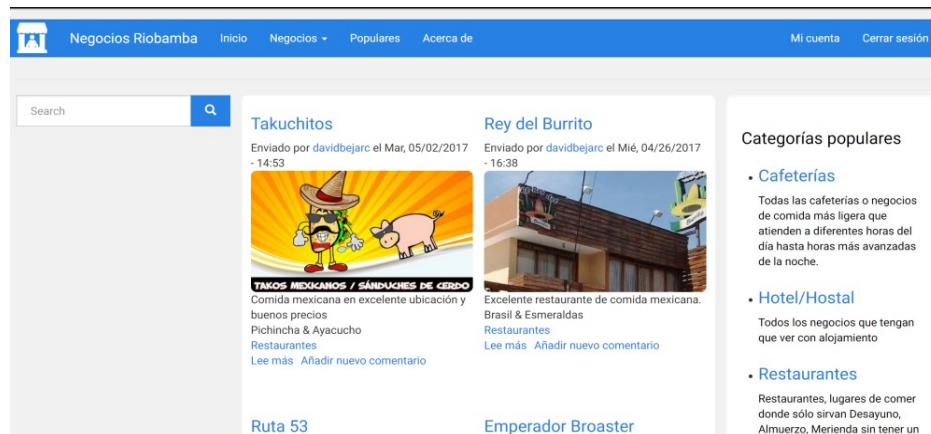 Negocios Riobamba Inicio Negocios Populares Acerca de Mi cuenta Cerrar sesión
Search
Takuchitos
Enviado por davidbejarc el Mar, 05/02/2017
- 14:53
TAKOS MEXICANOS / SÁNDUCHES DE CERDO
Comida mexicana en excelente ubicación y
buenos precios
Pichincha & Ayacucho
Restaurantes
Lee más Añadir nuevo comentario
Rey del Burrito
Enviado por davidbejarc el Mié, 04/26/2017
- 16:38
Excelente restaurante de comida mexicana.
Brasil & Esmeraldas
Restaurantes
Lee más Añadir nuevo comentario
Ruta 53
Emperador Broaster
Categorías populares
Cafeterías
Todas las cafeterías o negocios
de comida más ligera que
atienden a diferentes horas del
día hasta horas más avanzadas
de la noche.
Hotel/Hostal
Todos los negocios que tengan
que ver con alojamiento
Restaurantes
Restaurantes, lugares de comer
donde sólo sirvan Desayuno,
Almuerzo, Merienda sin tener un